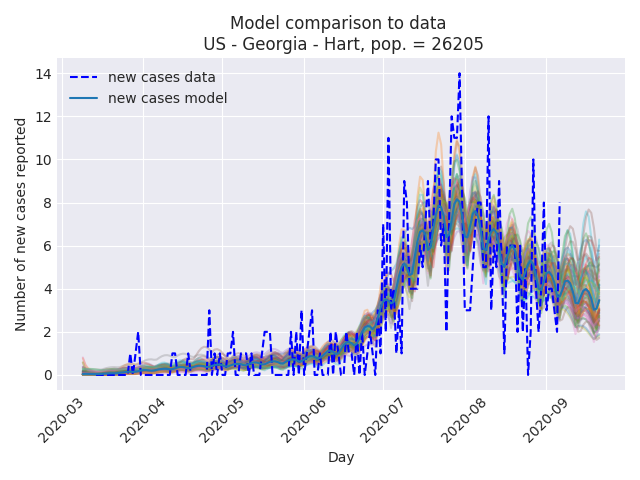 Model comparison to data
US - Georgia - Hart, pop. = 26205
new cases data
new cases model
Number of new cases reported
14
12
10
8
6
4
2
0
2020-03
2020-04
2020-05
2020-06
2020-07
2020-08
2020-09
Day